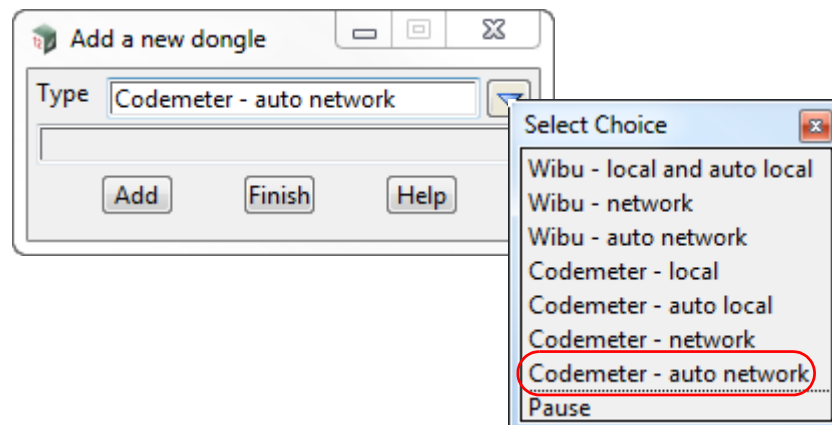 Add a new dongle
Type Codemeter - auto network
Add Finish Help
Select Choice
Wibu - local and auto local
Wibu - network
Wibu - auto network
Codemeter - local
Codemeter - auto local
Codemeter - network
Codemeter - auto network
Pause